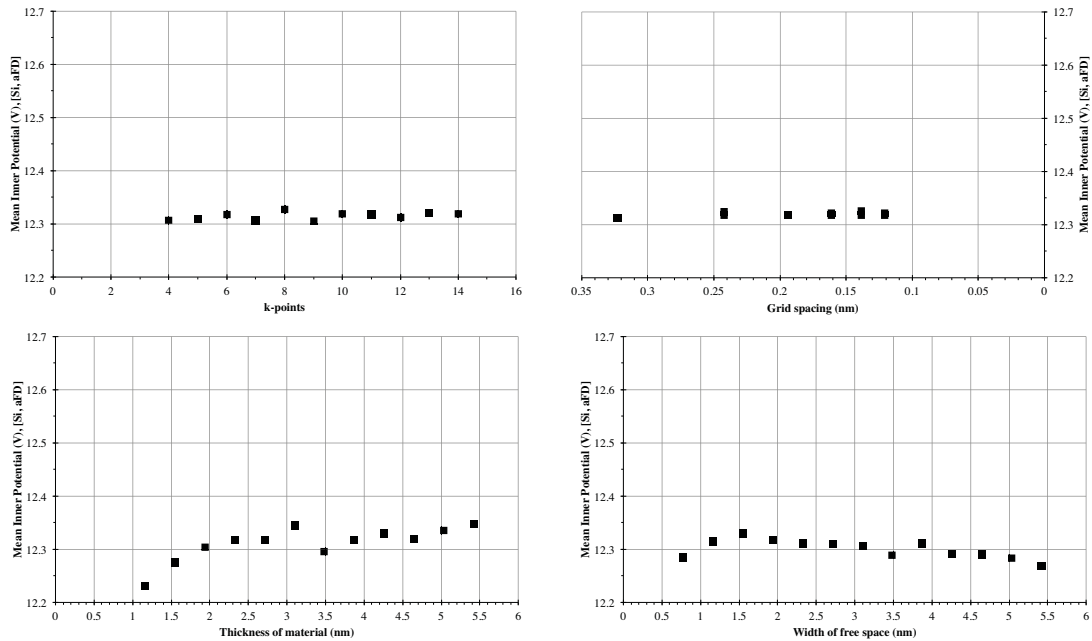 12.7
12.6
12.5
12.4
12.3
12.2
Mean Inner Potential (V), [Si, aFD]
0 2 4 6 8 10 12 14 16
k-points
12.7
12.6
12.5
12.4
12.3
12.2
Mean Inner Potential (V), [Si, aFD]
0.35 0.3 0.25 0.2 0.15 0.1 0.05 0
Grid spacing (nm)
12.7
12.6
12.5
12.4
12.3
12.2
Mean Inner Potential (V), [Si, aFD]
0 0.5 1 1.5 2 2.5 3 3.5 4 4.5 5 5.5 6
Thickness of material (nm)
12.7
12.6
12.5
12.4
12.3
12.2
Mean Inner Potential (V), [Si, aFD]
0 0.5 1 1.5 2 2.5 3 3.5 4 4.5 5 5.5 6
Width of free space (nm)